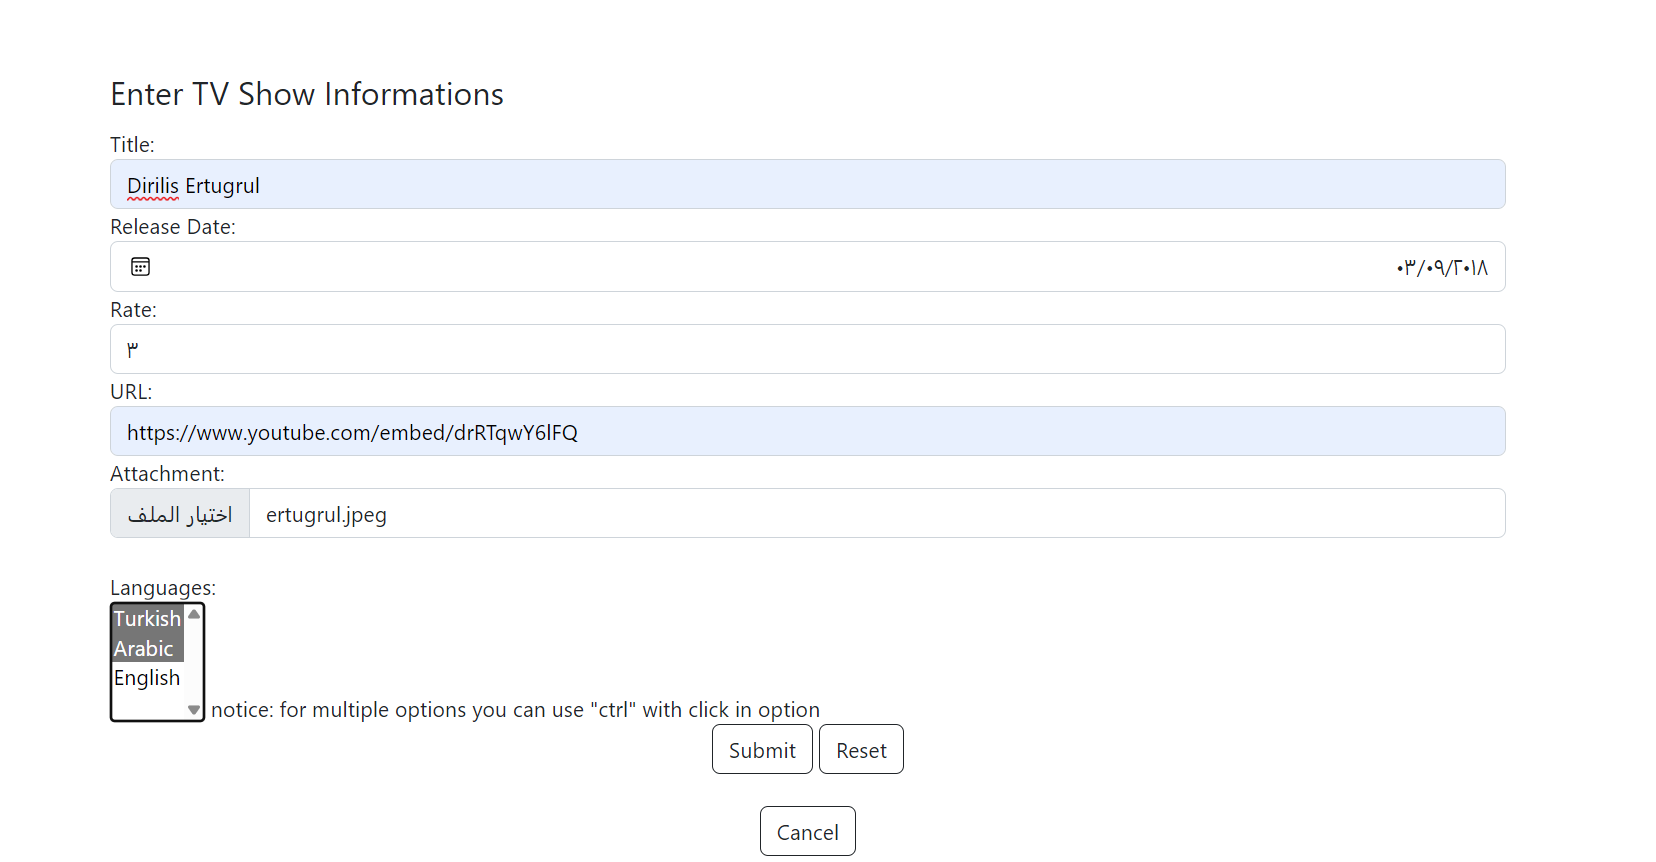 Enter TV Show Informations
Title:
Dirilis Ertugrul
Release Date:
٠٣/٠٩/٢٠١٨
Rate:
٣
URL:
https://www.youtube.com/embed/drRTqwY6lFQ
Attachment:
اختيار الملف ertugrul.jpeg
Languages:
Turkish
Arabic
English
notice: for multiple options you can use "ctrl" with click in option
Submit Reset
Cancel